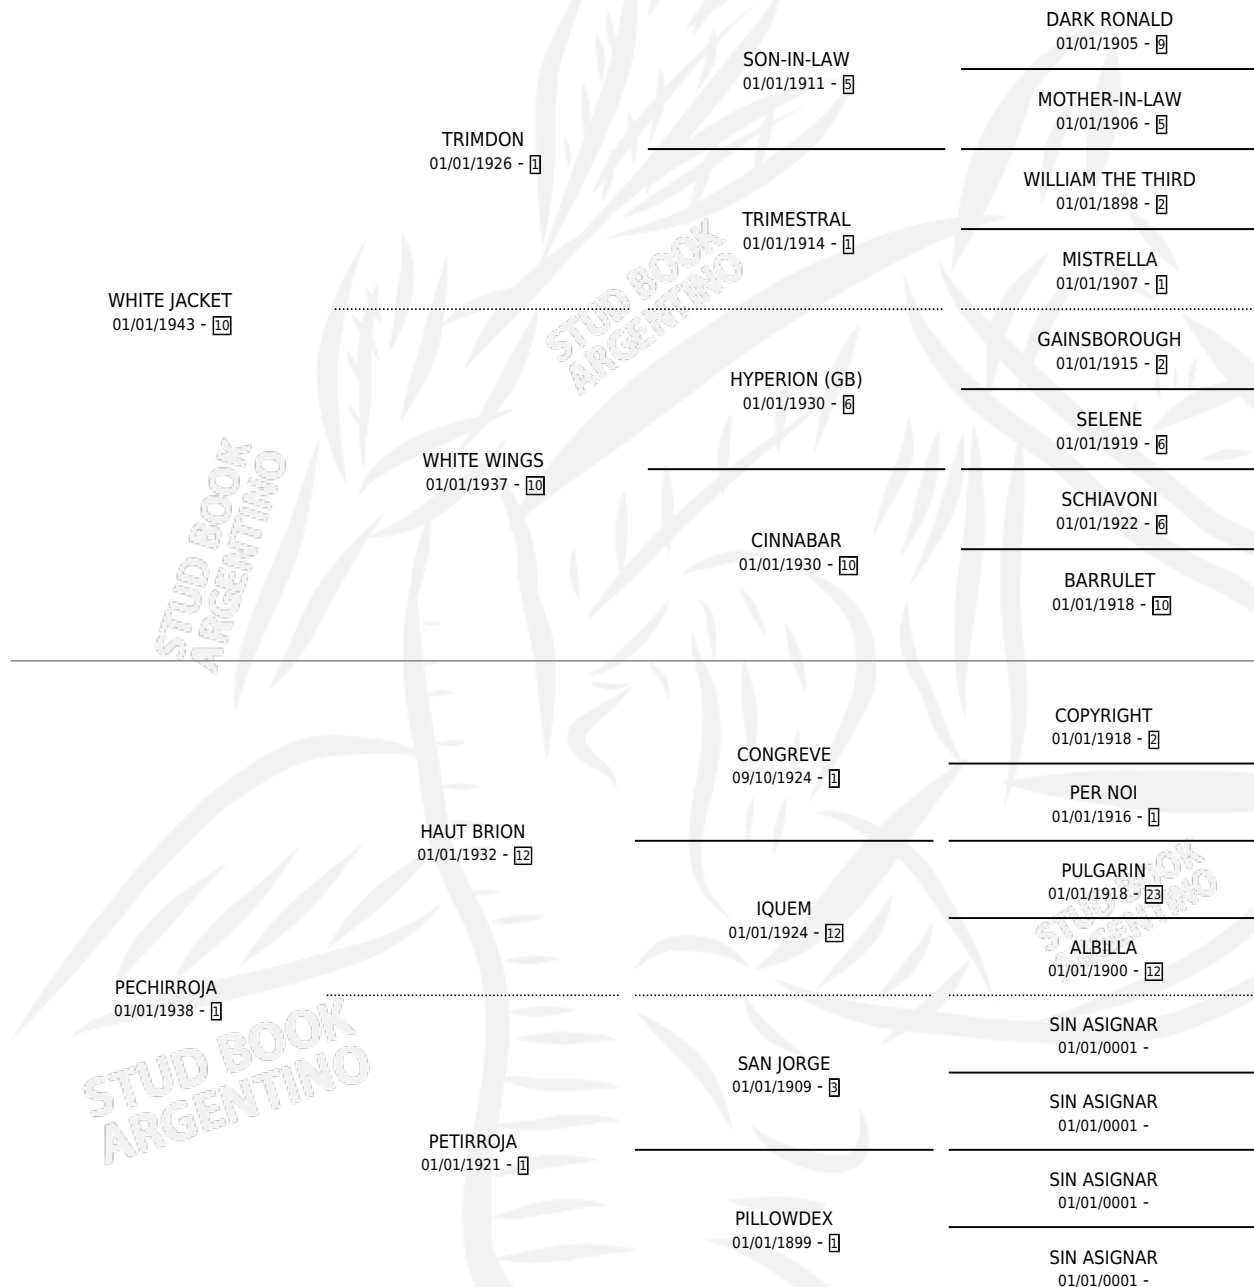 DARK RONALD
01/01/1905 - 9
SON-IN-LAW
01/01/1911 - 5
MOTHER-IN-LAW
01/01/1906 - 5
TRIMDON
01/01/1926 - 1
WILLIAM THE THIRD
01/01/1898 - 2
TRIMESTRAL
01/01/1914 - 1
MISTRELLA
01/01/1907 - 1
WHITE JACKET
01/01/1943 - 10
GAINSBOROUGH
01/01/1915 - 2
HYPERION (GB)
01/01/1930 - 6
SELENE
01/01/1919 - 6
WHITE WINGS
01/01/1937 - 10
SCHIAVONI
01/01/1922 - 6
CINNABAR
01/01/1930 - 10
BARRULET
01/01/1918 - 10
COPYRIGHT
01/01/1918 - 2
CONGREVE
09/10/1924 - 1
PER NOI
01/01/1916 - 1
HAUT BRION
01/01/1932 - 12
PULGARIN
01/01/1918 - 23
IQUEM
01/01/1924 - 12
ALBILLA
01/01/1900 - 12
PECHIRROJA
01/01/1938 - 1
SIN ASIGNAR
01/01/0001 -
SAN JORGE
01/01/1909 - 3
SIN ASIGNAR
01/01/0001 -
PETIRROJA
01/01/1921 - 1
SIN ASIGNAR
01/01/0001 -
PILLOWDEX
01/01/1899 - 1
SIN ASIGNAR
01/01/0001 -
STUD BOOK
ARGENTINO
STUD BOOK
ARGENTINO
STUD BOOK
ARGENTINO
STUD BOOK
ARGENTINO